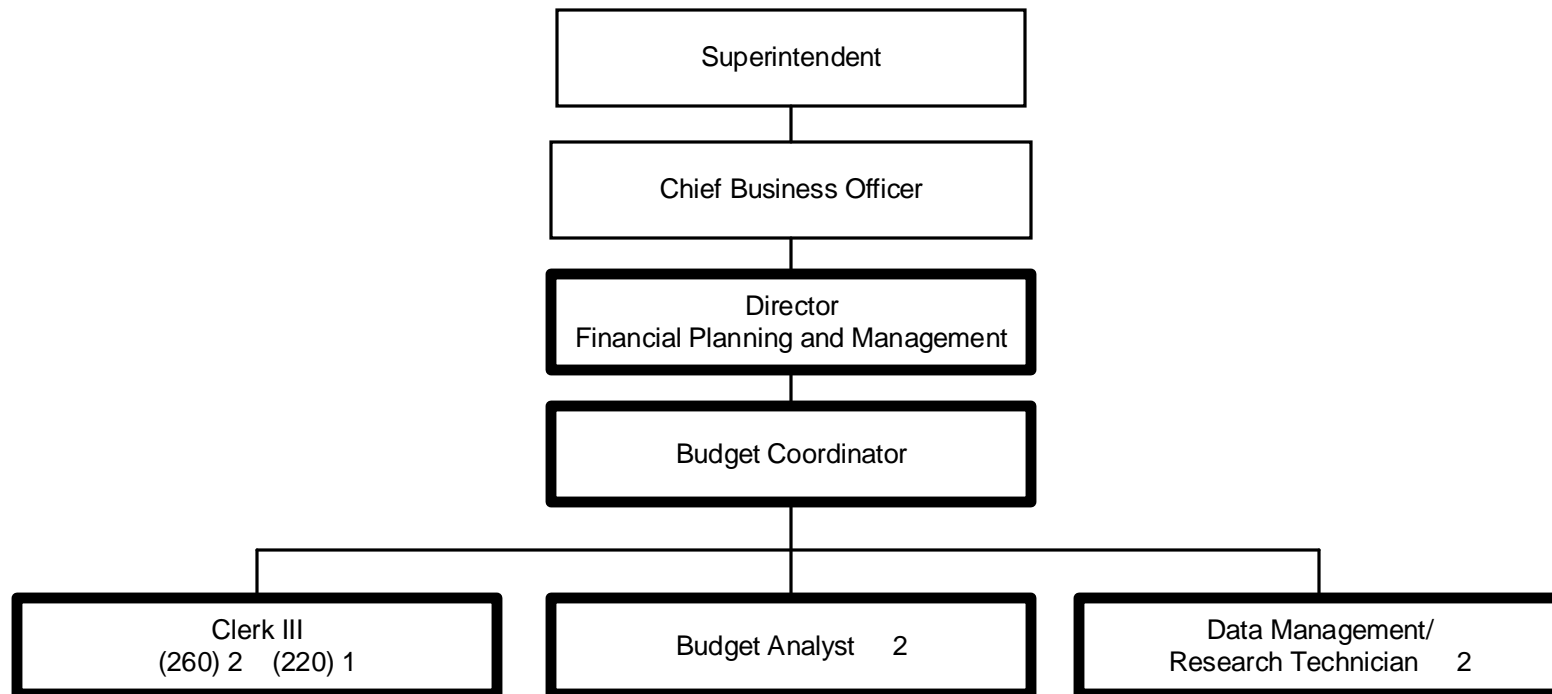 Superintendent
Chief Business Officer
Director
Financial Planning and Management
Budget Coordinator
Clerk III
(260) 2 (220) 1
Budget Analyst 2
Data Management/
Research Technician 2